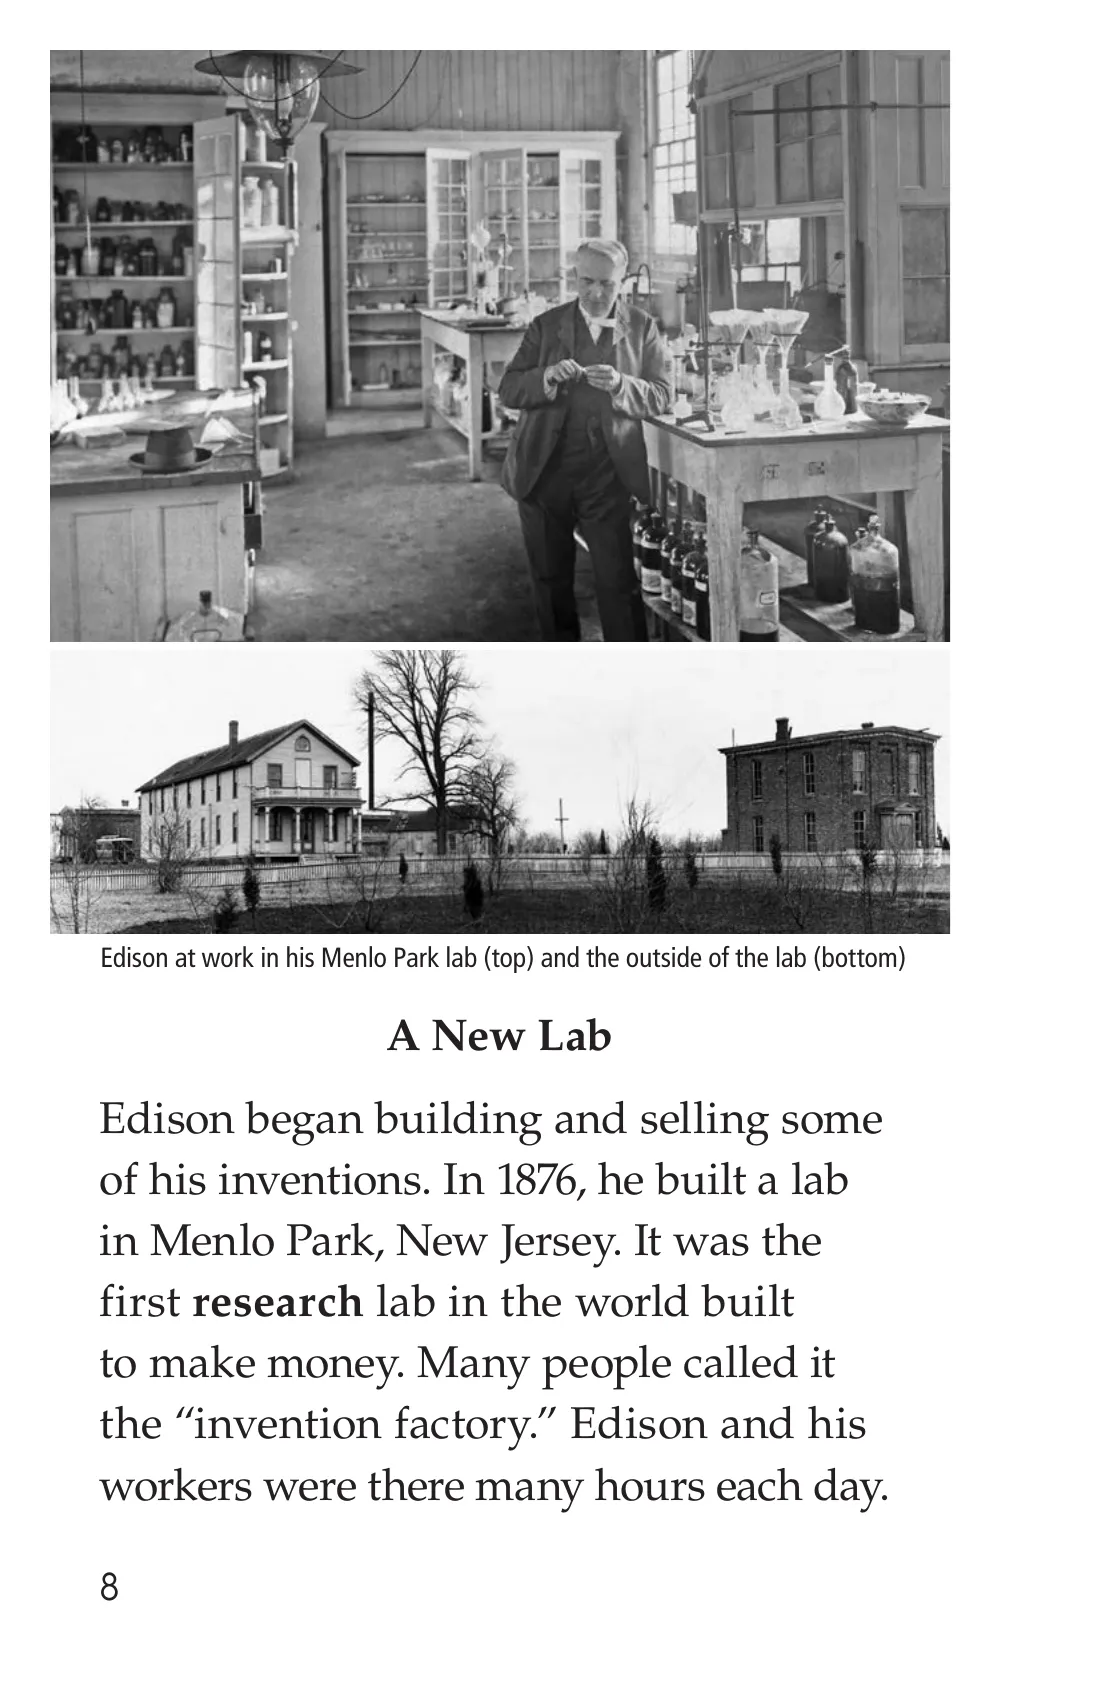 Edison at work in his Menlo Park lab (top) and the outside of the lab (bottom)
A New Lab
Edison began building and selling some
of his inventions. In 1876, he built a lab
in Menlo Park, New Jersey. It was the
first research lab in the world built
to make money. Many people called it
the “invention factory.” Edison and his
workers were there many hours each day.
8